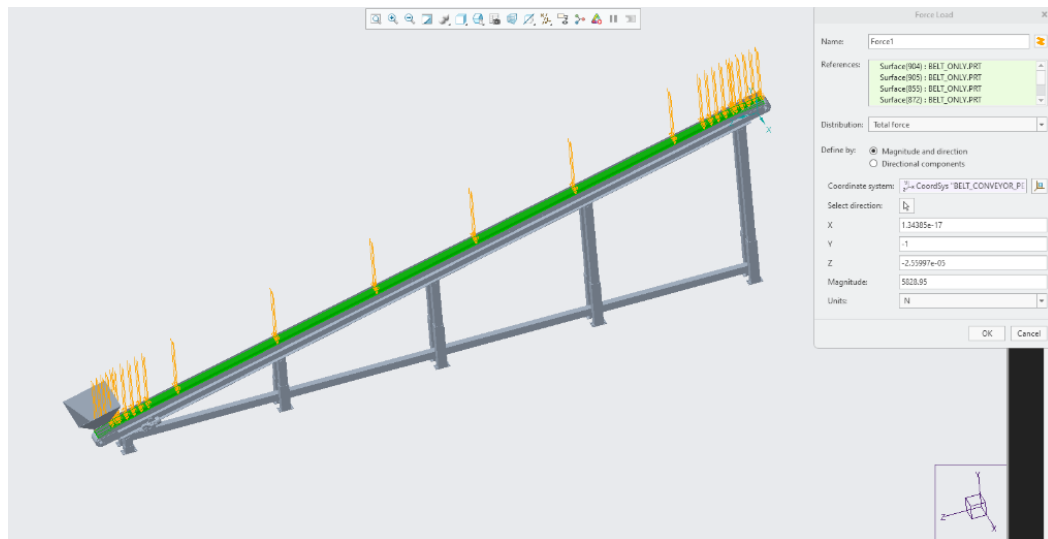 Force Load
Name: Force1
References: Surface(904) : BELT_ONLY.PRT
Surface(905) : BELT_ONLY.PRT
Surface(855) : BELT_ONLY.PRT
Surface(872) : BELT_ONLY.PRT
Distribution: Total force
Define by: Magnitude and direction
Directional components
Coordinate system: CoordSys "BELT_CONVEYOR_P
Select direction:
X 1.34385e-17
Y -1
Z -2.55997e-05
Magnitude: 5828.95
Units: N
OK Cancel
X
Y
Z
X